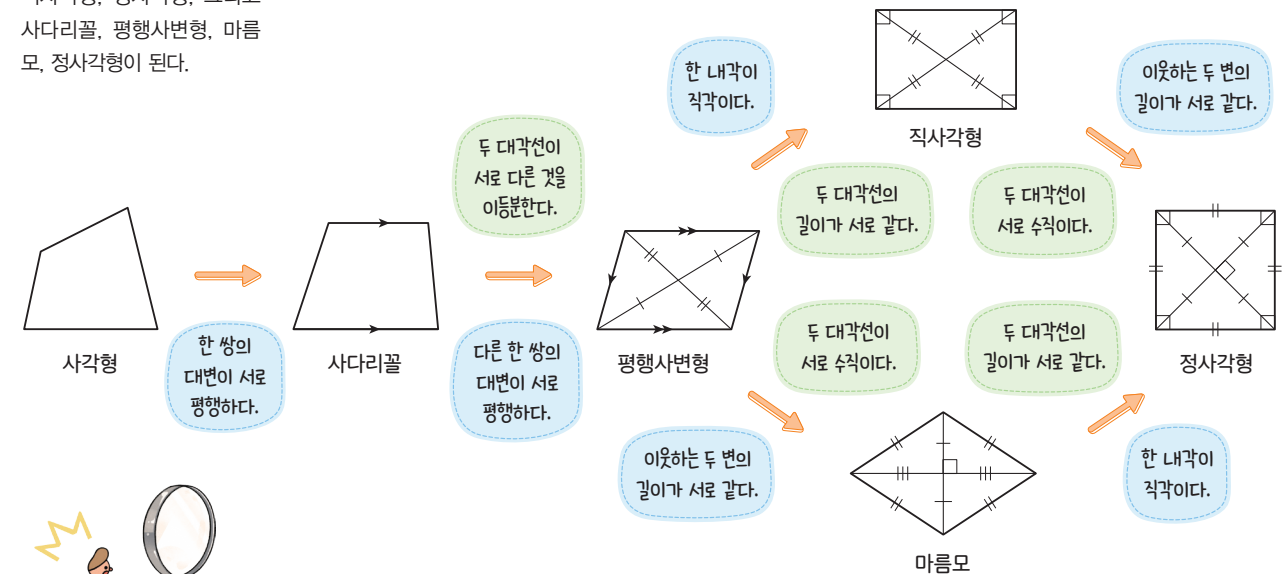 사다리꼴, 평행사변형, 마름
모, 정사각형이 된다.
한 내각이
직각이다.
이웃하는 두 변의
길이가 서로 같다.
직사각형
두 대각선이
서로 다른 것을
이등분한다.
두 대각선의
길이가 서로 같다.
두 대각선이
서로 수직이다.
사각형
한 쌍의
대변이 서로
평행하다.
사다리꼴
다른 한 쌍의
대변이 서로
평행하다.
평행사변형
두 대각선이
서로 수직이다.
두 대각선의
길이가 서로 같다.
정사각형
이웃하는 두 변의
길이가 서로 같다.
한 내각이
직각이다.
마름모